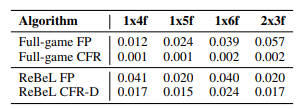 Algorithm 1x4f 1x5f 1x6f 2x3f
Full-game FP 0.012 0.024 0.039 0.057
Full-game CFR 0.001 0.001 0.002 0.002
ReBeL FP 0.041 0.020 0.040 0.020
ReBeL CFR-D 0.017 0.015 0.024 0.017